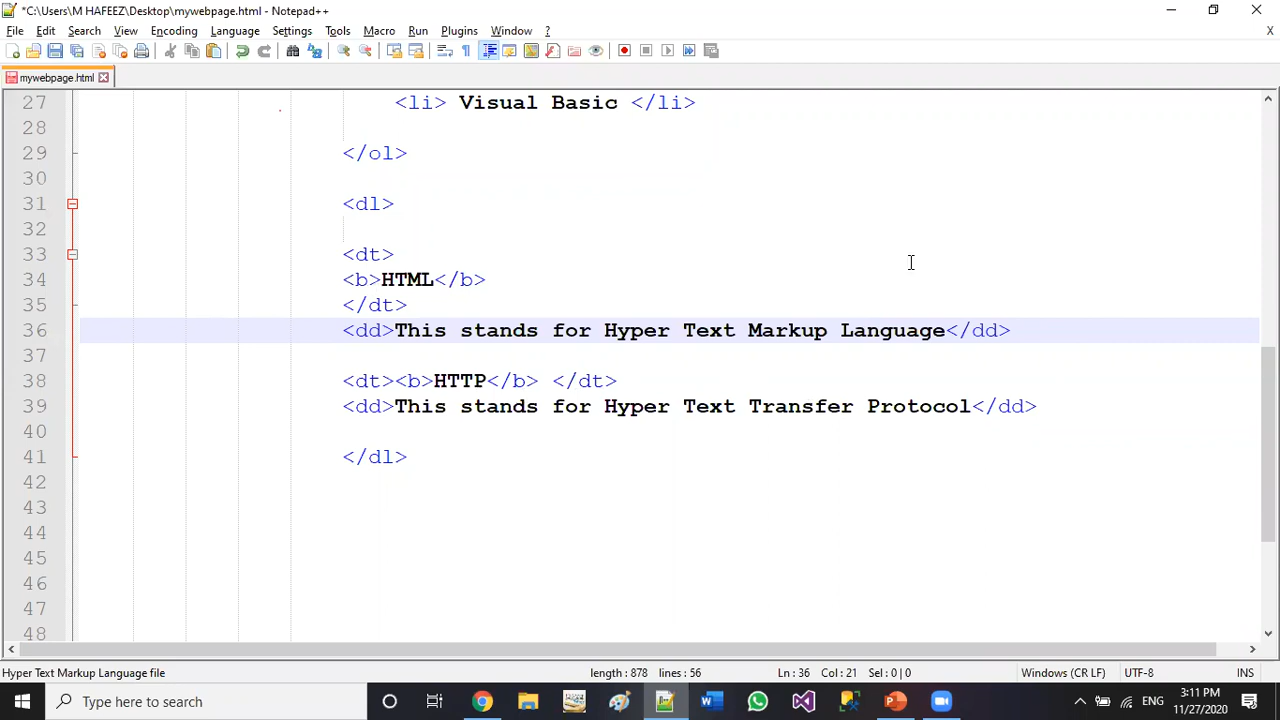 *C:\Users\M HAFEEZ\Desktop\mywebpage.html - Notepad++
File Edit Search View Encoding Language Settings Tools Macro Run Plugins Window ? X
mywebpage.html
27 <li> Visual Basic </li>
28
29 </ol>
30
31 <dl>
32
33 <dt>
34 <b>HTML</b>
35 </dt>
36 <dd>This stands for Hyper Text Markup Language</dd>
37
38 <dt><b>HTTP</b> </dt>
39 <dd>This stands for Hyper Text Transfer Protocol</dd>
40
41 </dl>
42
43
44
45
46
47
48
Hyper Text Markup Language file length : 878 lines : 56 Ln : 36 Col : 21 Sel : 0 | 0 Windows (CR LF) UTF-8 INS
Type here to search ENG 3:11 PM
11/27/2020